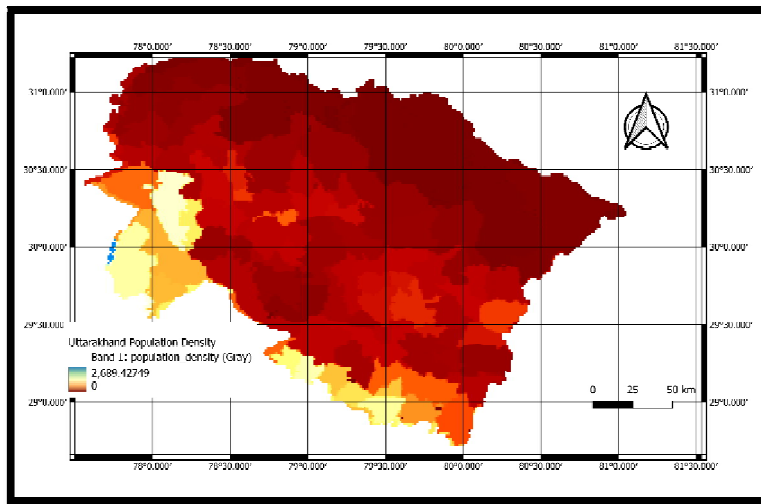 78°0.000' 78°30.000' 79°0.000' 79°30.000' 80°0.000' 80°30.000' 81°0.000' 81°30.000'
31°0.000' 31°0.000'
30°30.000' 30°30.000'
30°0.000' 30°0.000'
29°30.000' 29°30.000'
Uttarakhand Population Density
Band 1: population_density (Gray)
2,689.42749
0
0 25 50 km
29°0.000' 29°0.000'
78°0.000' 78°30.000' 79°0.000' 79°30.000' 80°0.000' 80°30.000' 81°0.000' 81°30.000'